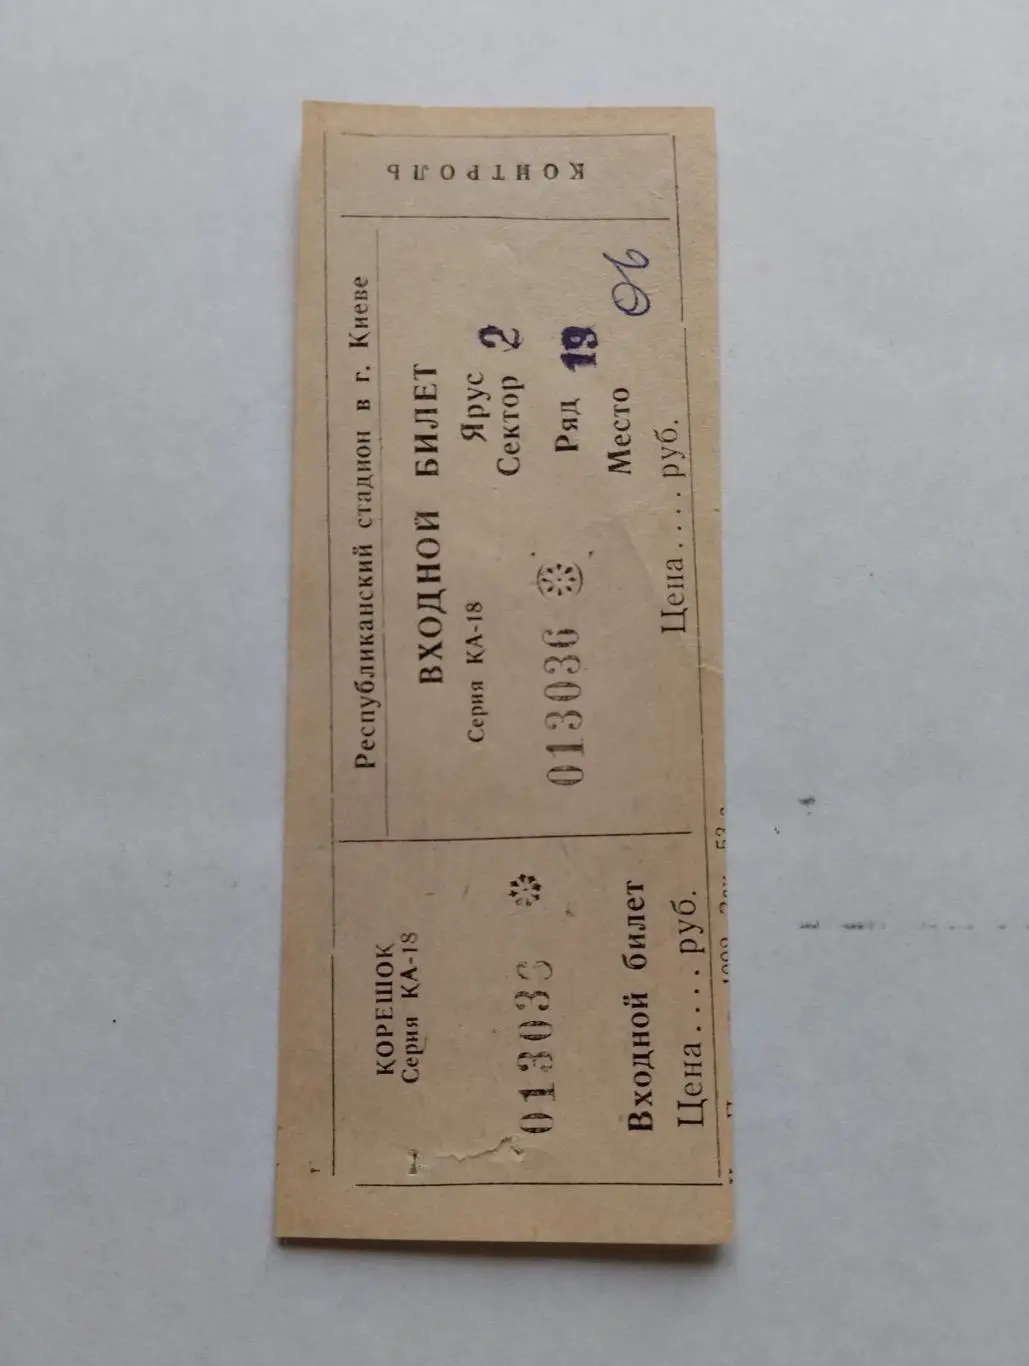 КОНТРОЛЬ
Республиканский стадион в г. Киеве
ВХОДНОЙ БИЛЕТ
Серия КА-18
Ярус
Сектор 2
013036
Ряд 19
Место
Цена.....руб.
КОРЕШОК
Серия КА-18
013036
Входной билет
Цена....руб.